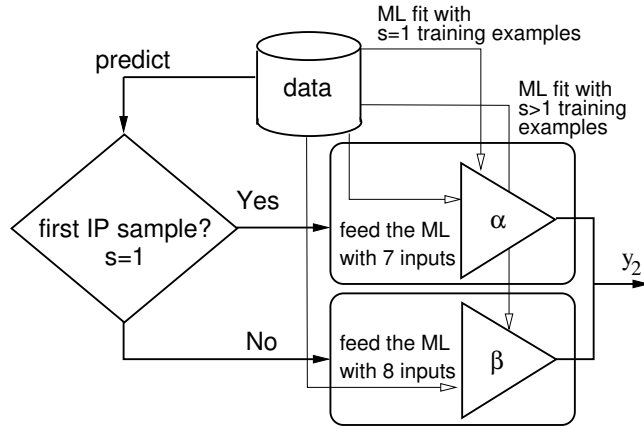 ML fit with
s=1 training examples
predict
data
ML fit with
s>1 training
examples
first IP sample?
s=1
Yes
feed the ML
with 7 inputs
α
y2
No
feed the ML
with 8 inputs
β